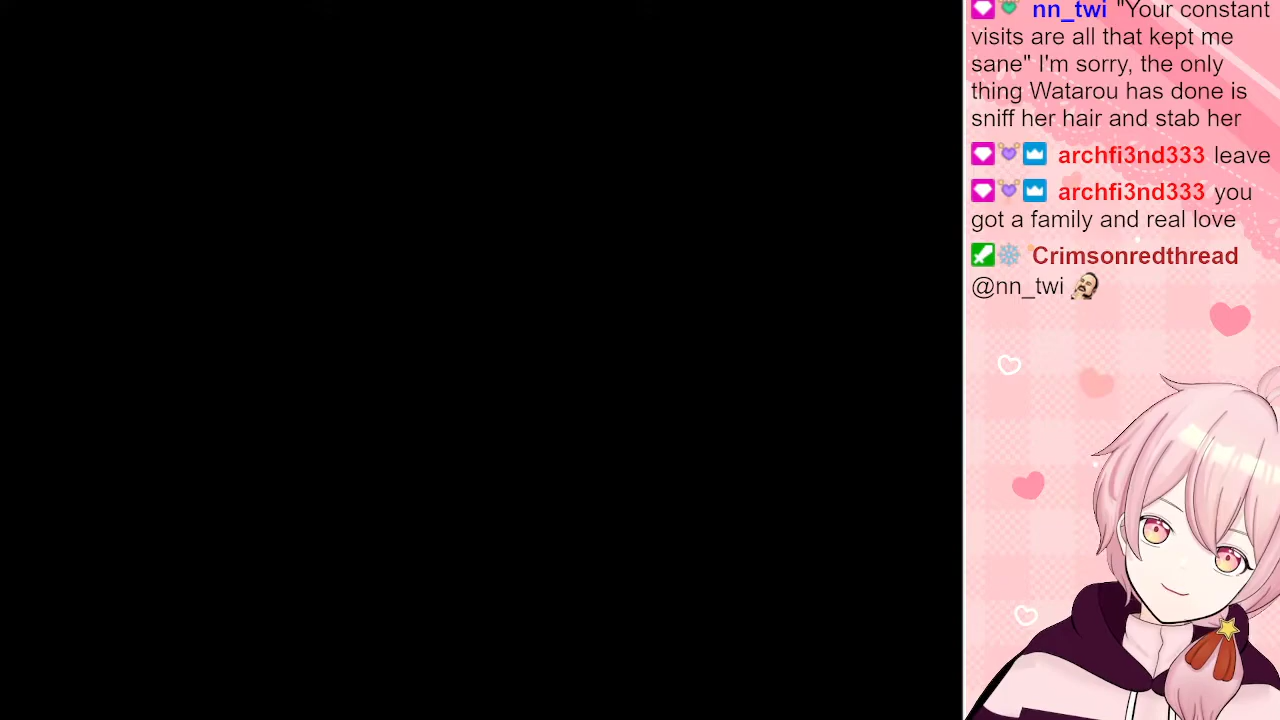 nn_twi "Your constant
visits are all that kept me
sane" I'm sorry, the only
thing Watarou has done is
sniff her hair and stab her
archfi3nd333 leave
archfi3nd333 you
got a family and real love
Crimsonredthread
@nn_twi